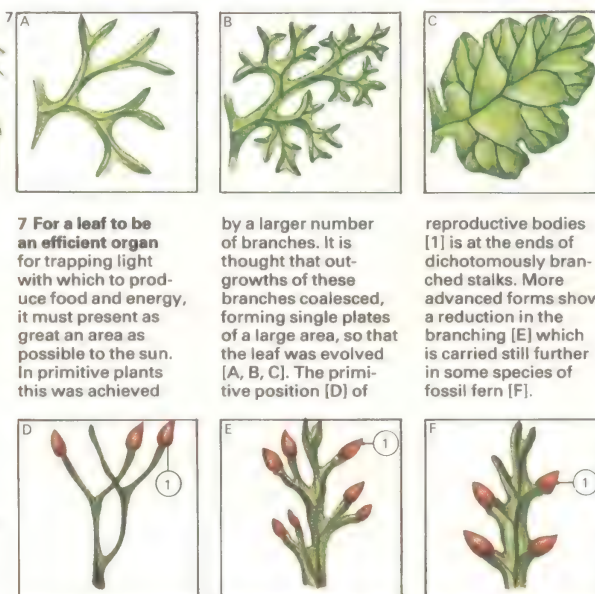 7
A
B
C
7 For a leaf to be
an efficient organ
for trapping light
with which to prod-
uce food and energy,
it must present as
great an area as
possible to the sun.
In primitive plants
this was achieved
by a larger number
of branches. It is
thought that out-
growths of these
branches coalesced,
forming single plates
of a large area, so that
the leaf was evolved
[A, B, C]. The primi-
tive position [D] of
reproductive bodies
[1] is at the ends of
dichotomously bran-
ched stalks. More
advanced forms show
a reduction in the
branching [E] which
is carried still further
in some species of
fossil fern [F].
D
1
E
1
F
1